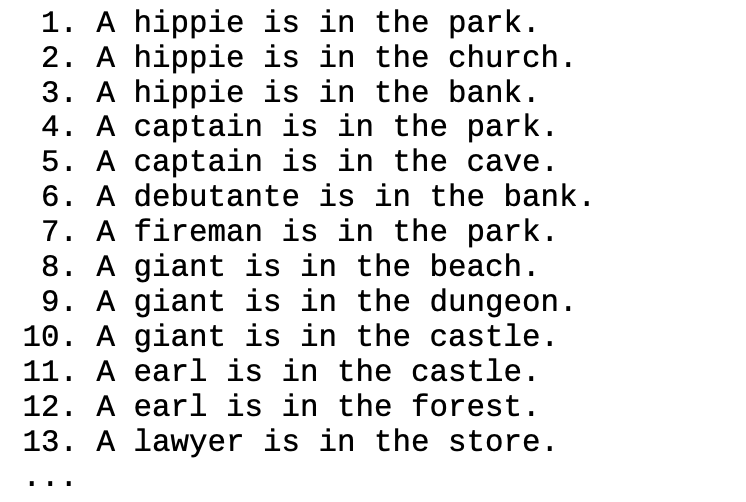 1. A hippie is in the park.
2. A hippie is in the church.
3. A hippie is in the bank.
4. A captain is in the park.
5. A captain is in the cave.
6. A debutante is in the bank.
7. A fireman is in the park.
8. A giant is in the beach.
9. A giant is in the dungeon.
10. A giant is in the castle.
11. A earl is in the castle.
12. A earl is in the forest.
13. A lawyer is in the store.
...